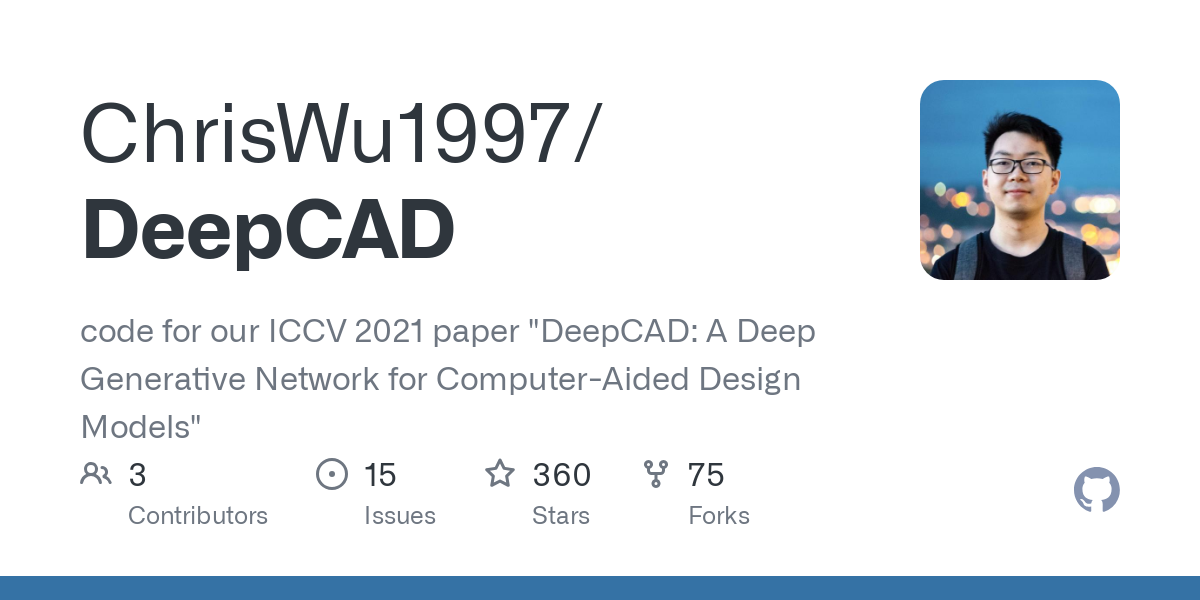 ChrisWu1997/
DeepCAD
code for our ICCV 2021 paper "DeepCAD: A Deep
Generative Network for Computer-Aided Design
Models"
3 15 360 75
Contributors Issues Stars Forks